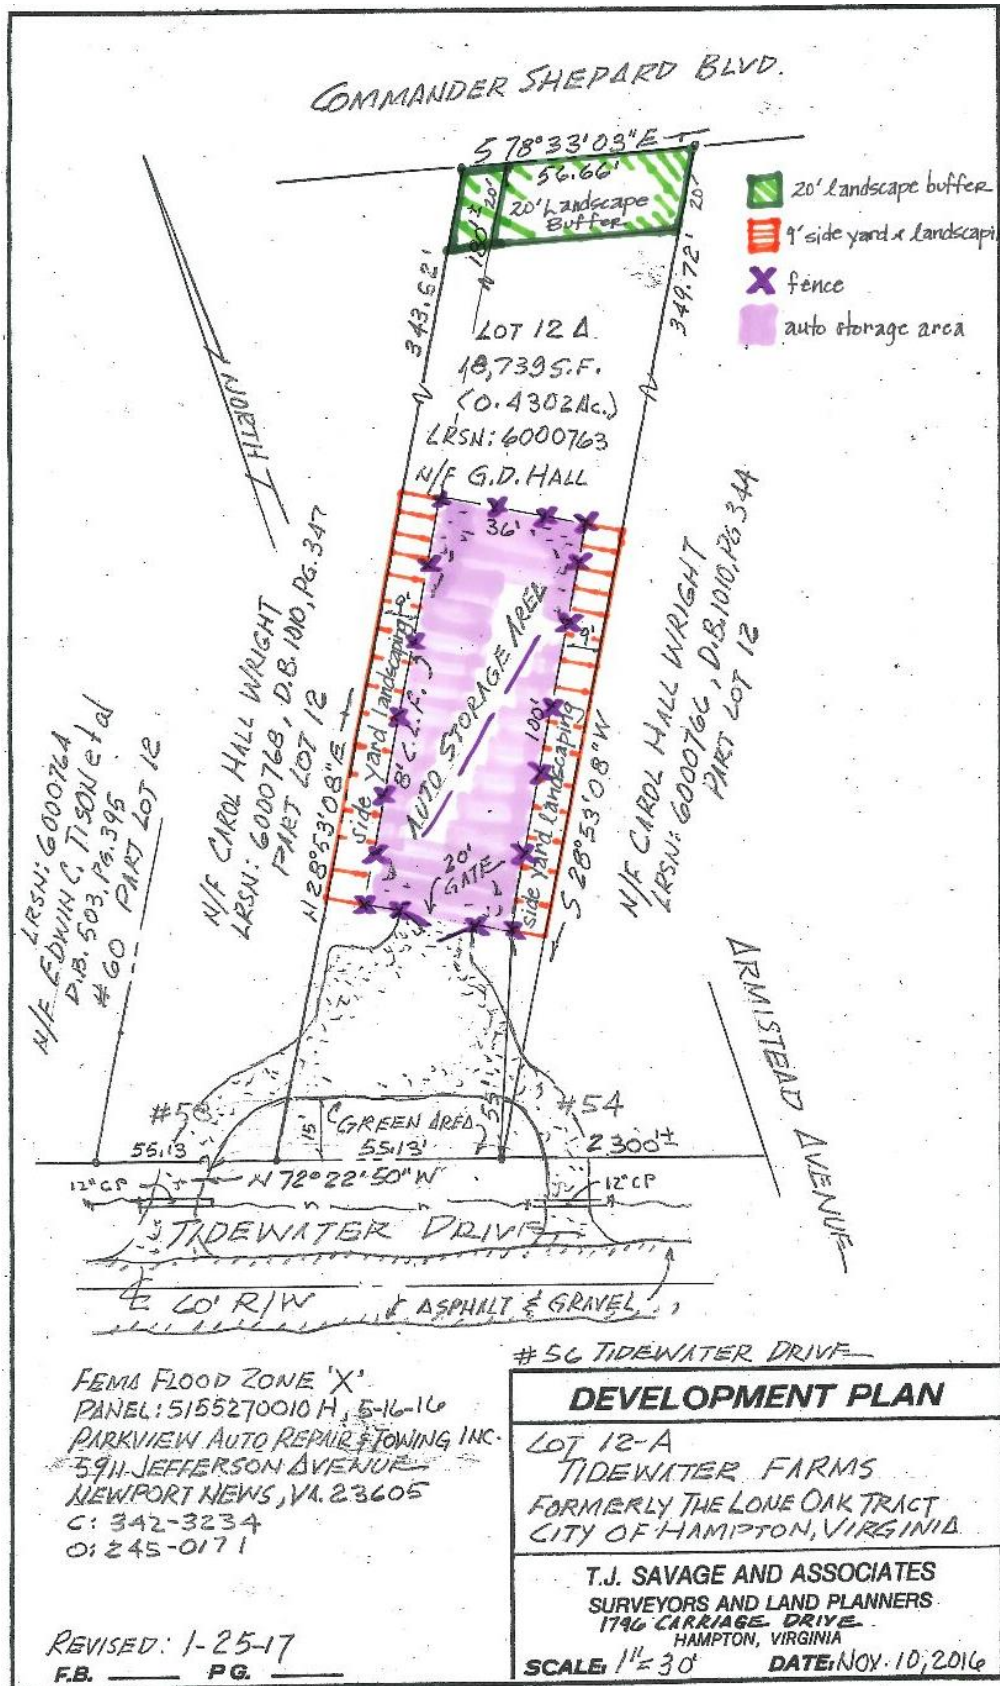 COMMANDER SHEPARD BLVD.
S 78°33'03"E
56.66'
20'
20' Landscape
Buffer
20'
180'±
343.52'
349.72'
20' landscape buffer
9' side yard & landscapi
fence
auto storage area
NORTH
LOT 12 A
18,739 S.F.
(0.4302 Ac.)
LRSN: 6000763
N/F G.D. HALL
36'
9'
9'
side yard landscaping
8' C.L.F.
AUTO STORAGE AREA
100'
side yard landscaping
20'
GATE
N 28°53'08"E
S 28°53'08"W
N/F CAROL HALL WRIGHT
LRSN: 6000768, D.B. 1010, PG. 347
PART LOT 12
N/F CAROL HALL WRIGHT
LRSN: 6000766, D.B. 1010, PG 344
PART LOT 12
LRSN: 6000764
N/F EDWIN C. TISON et al
D.B. 503, PG. 395
#60 PART LOT 12
ARMISTEAD AVENUE
#58
GREEN AREA
15'
55'
#54
55.13
55.13'
2300'±
N 72°22'50"W
12" CP
12" CP
TIDEWATER DRIVE
60' R/W
ASPHALT & GRAVEL
#56 TIDEWATER DRIVE
FEMA FLOOD ZONE 'X'
PANEL: 5155270010 H, 5-16-16
PARKVIEW AUTO REPAIR & TOWING INC.
5911 JEFFERSON AVENUE
NEWPORT NEWS, VA. 23605
C: 342-3234
O: 245-0171
REVISED: 1-25-17
F.B. PG.
DEVELOPMENT PLAN
LOT 12-A
TIDEWATER FARMS
FORMERLY THE LONE OAK TRACT
CITY OF HAMPTON, VIRGINIA
T.J. SAVAGE AND ASSOCIATES
SURVEYORS AND LAND PLANNERS
1796 CARRIAGE DRIVE
HAMPTON, VIRGINIA
SCALE: 1"=30' DATE: NOV. 10, 2016